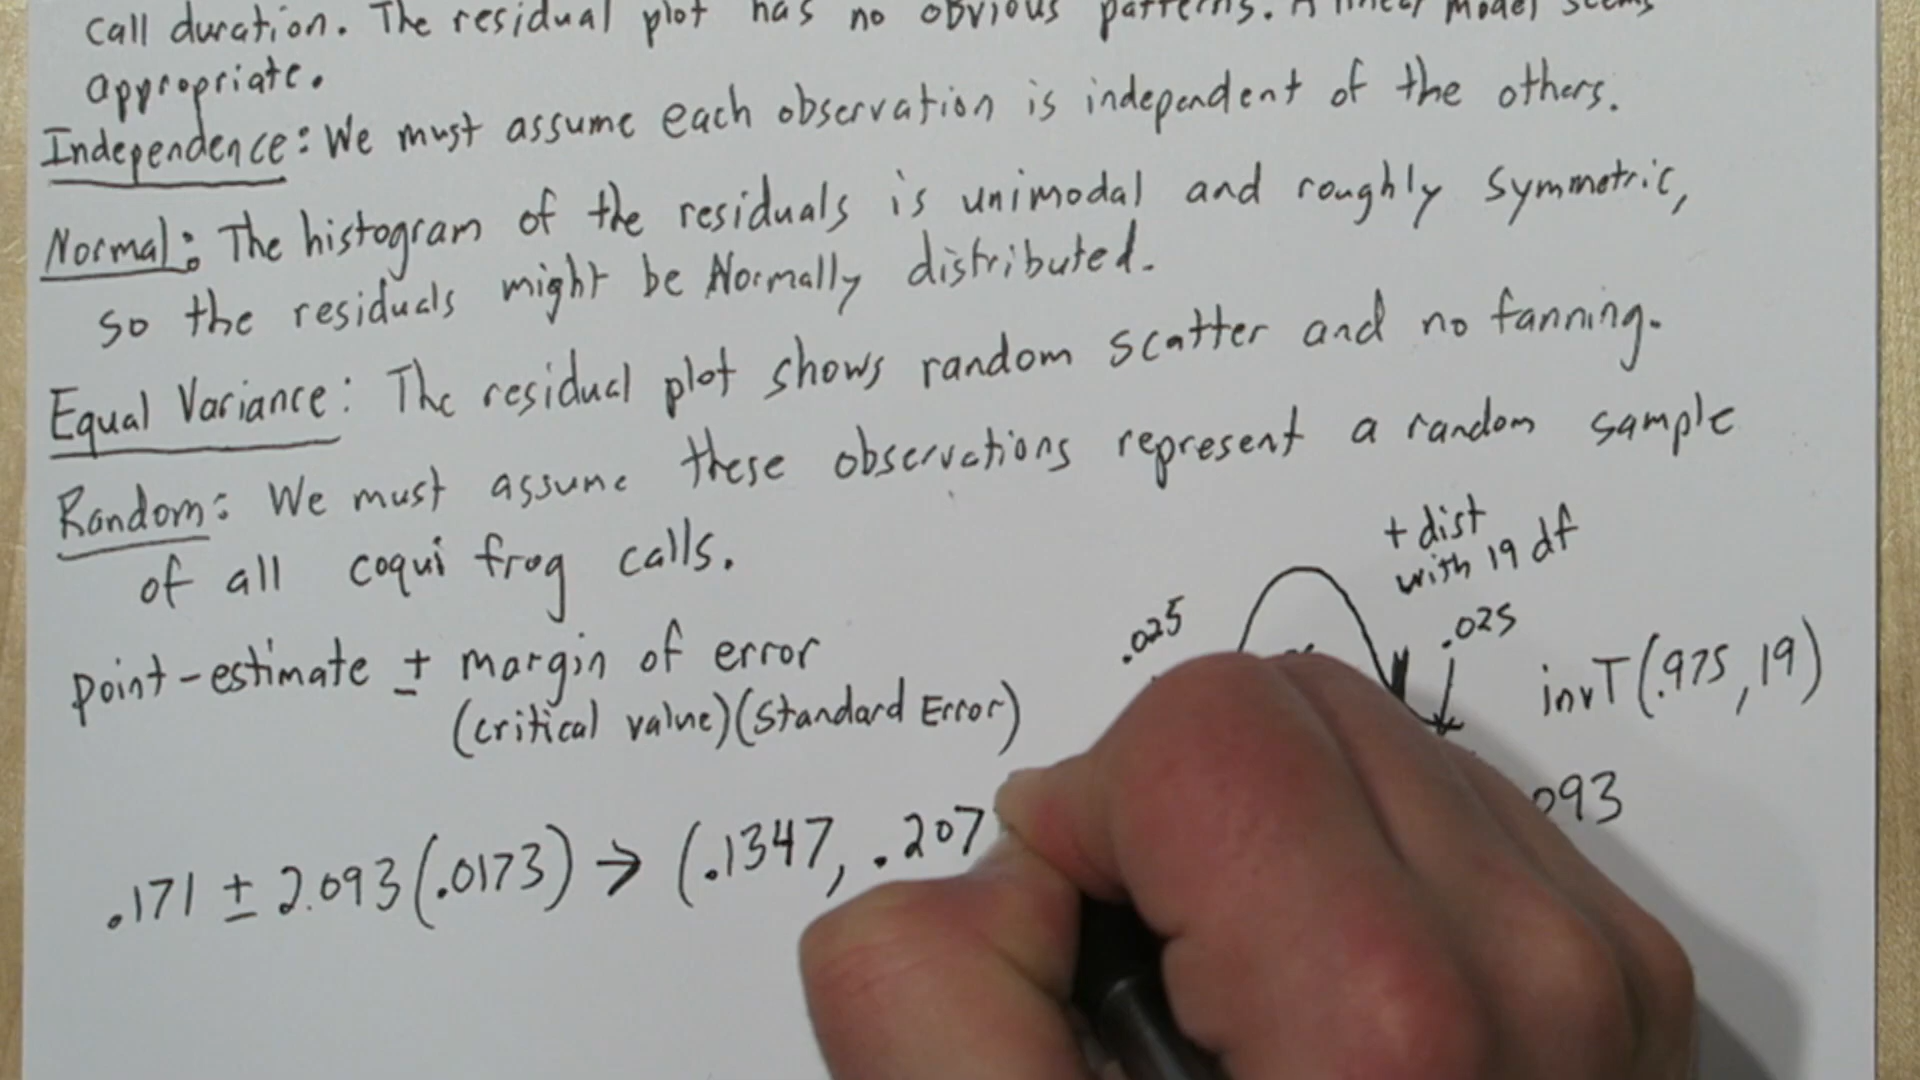 call duration. The residual plot has no obvious patterns. A linear model seems
appropriate.
Independence: We must assume each observation is independent of the others.
Normal: The histogram of the residuals is unimodal and roughly symmetric,
so the residuals might be Normally distributed.
Equal Variance: The residual plot shows random scatter and no fanning.
Random: We must assume these observations represent a random sample
of all coqui frog calls.
t dist
with 19 df
.025
.025
point-estimate ± margin of error
(critical value)(Standard Error)
invT(.975, 19)
093
.171 ± 2.093(.0173) → (.1347, .207